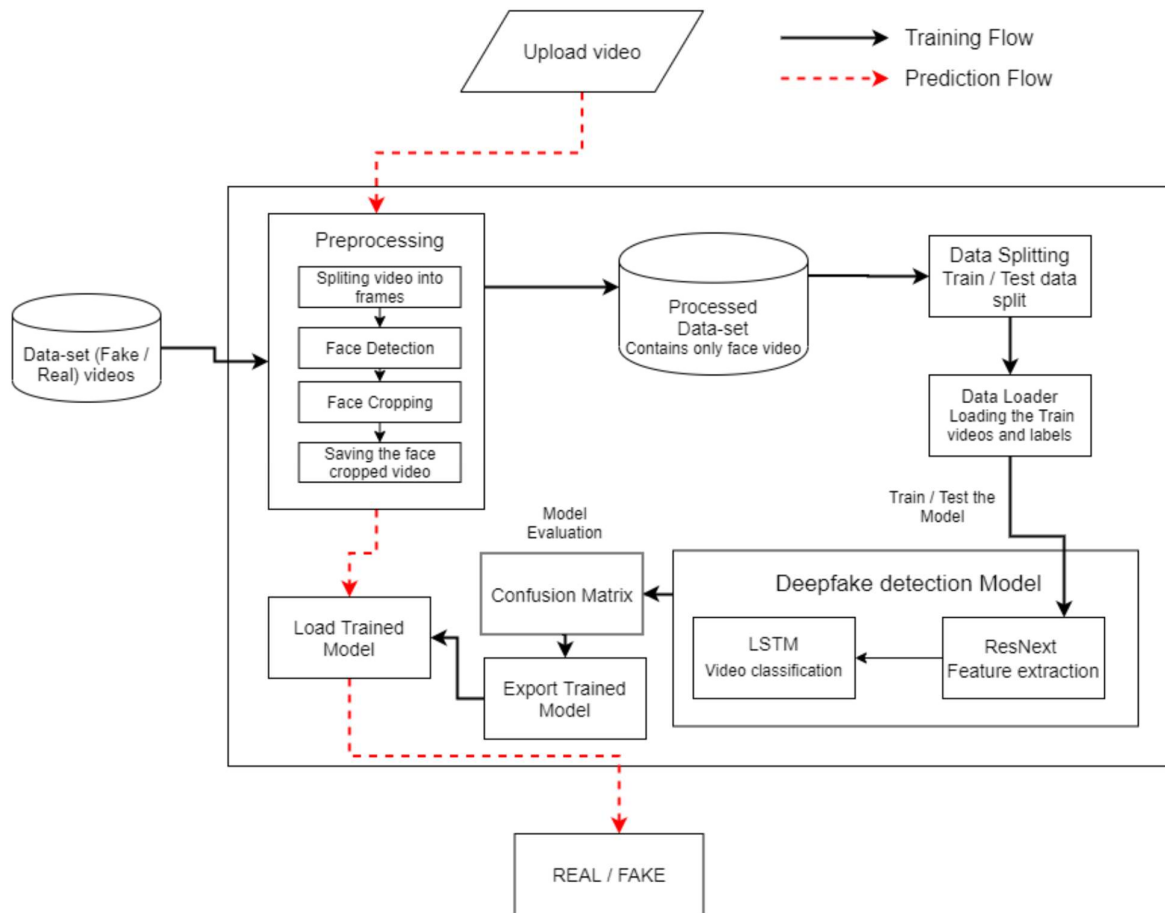 Upload video
Training Flow
Prediction Flow
Preprocessing
Spliting video into
frames
Face Detection
Face Cropping
Saving the face
cropped video
Data-set (Fake /
Real) videos
Processed
Data-set
Contains only face video
Data Splitting
Train / Test data
split
Data Loader
Loading the Train
videos and labels
Train / Test the
Model
Model
Evaluation
Confusion Matrix
Deepfake detection Model
LSTM
Video classification
ResNext
Feature extraction
Load Trained
Model
Export Trained
Model
REAL / FAKE